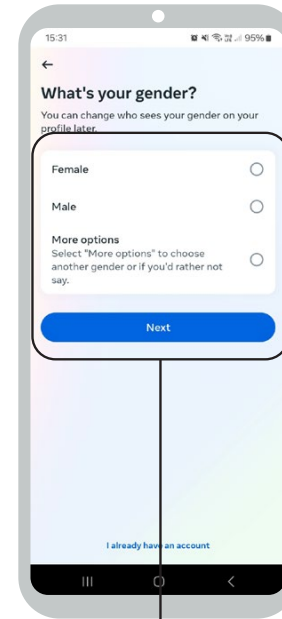 15:31 95%
What's your gender?
You can change who sees your gender on your
profile later.
Female
Male
More options
Select "More options" to choose
another gender or if you'd rather not
say.
Next
I already have an account